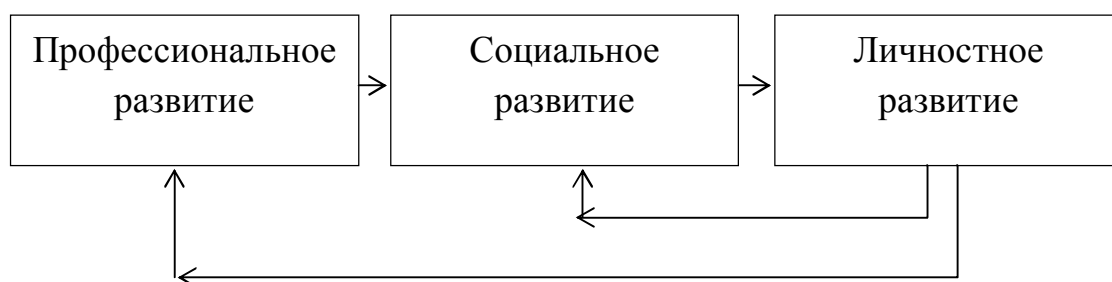 Профессиональное
развитие
Социальное
развитие
Личностное
развитие